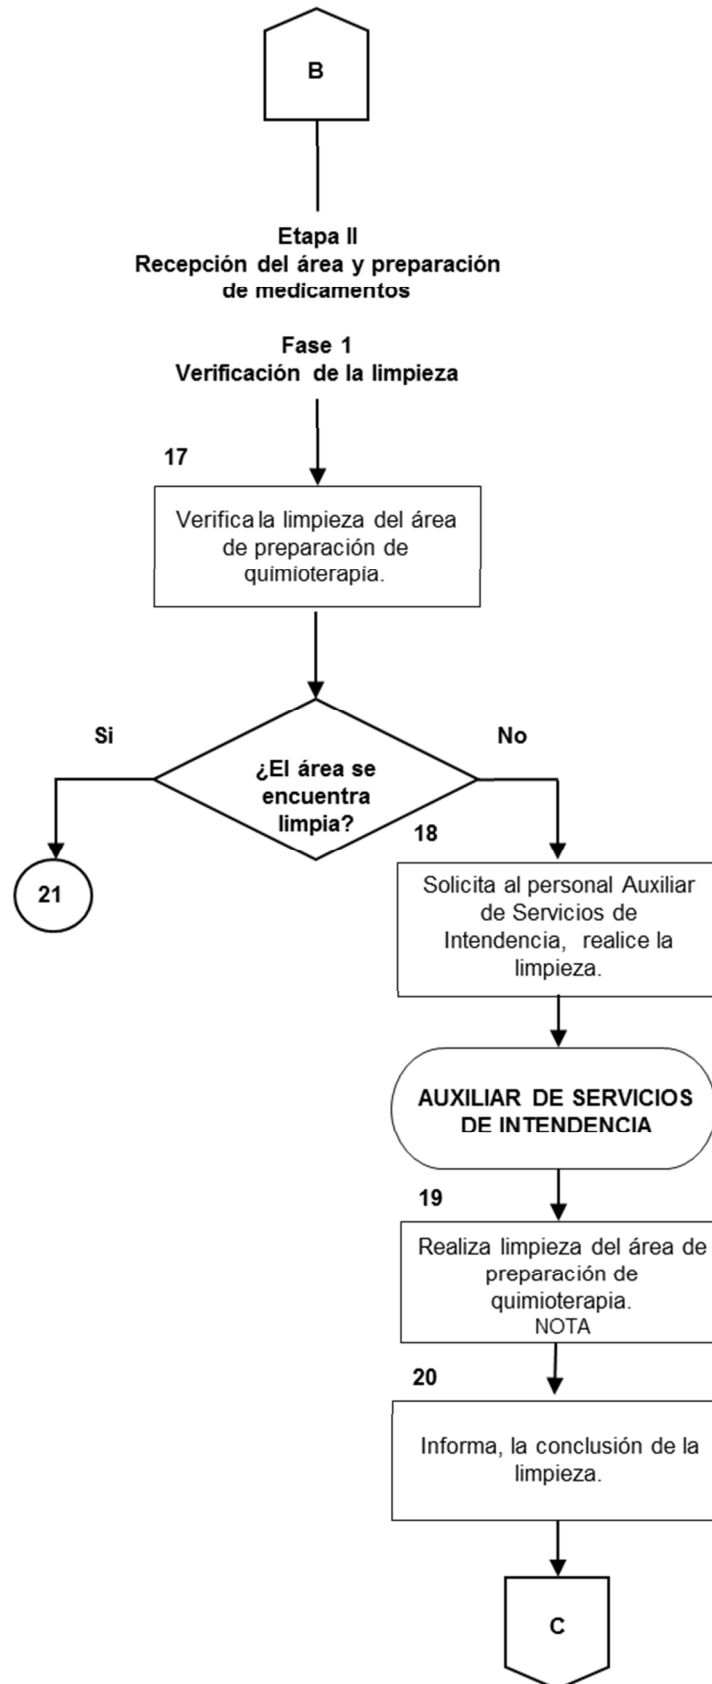 B
Etapa II
Recepción del área y preparación
de medicamentos
Fase 1
Verificación de la limpieza
17
Verifica la limpieza del área
de preparación de
quimioterapia.
Si
No
¿El área se
encuentra
limpia?
21
18
Solicita al personal Auxiliar
de Servicios de
Intendencia, realice la
limpieza.
AUXILIAR DE SERVICIOS
DE INTENDENCIA
19
Realiza limpieza del área de
preparación de
quimioterapia.
NOTA
20
Informa, la conclusión de la
limpieza.
C